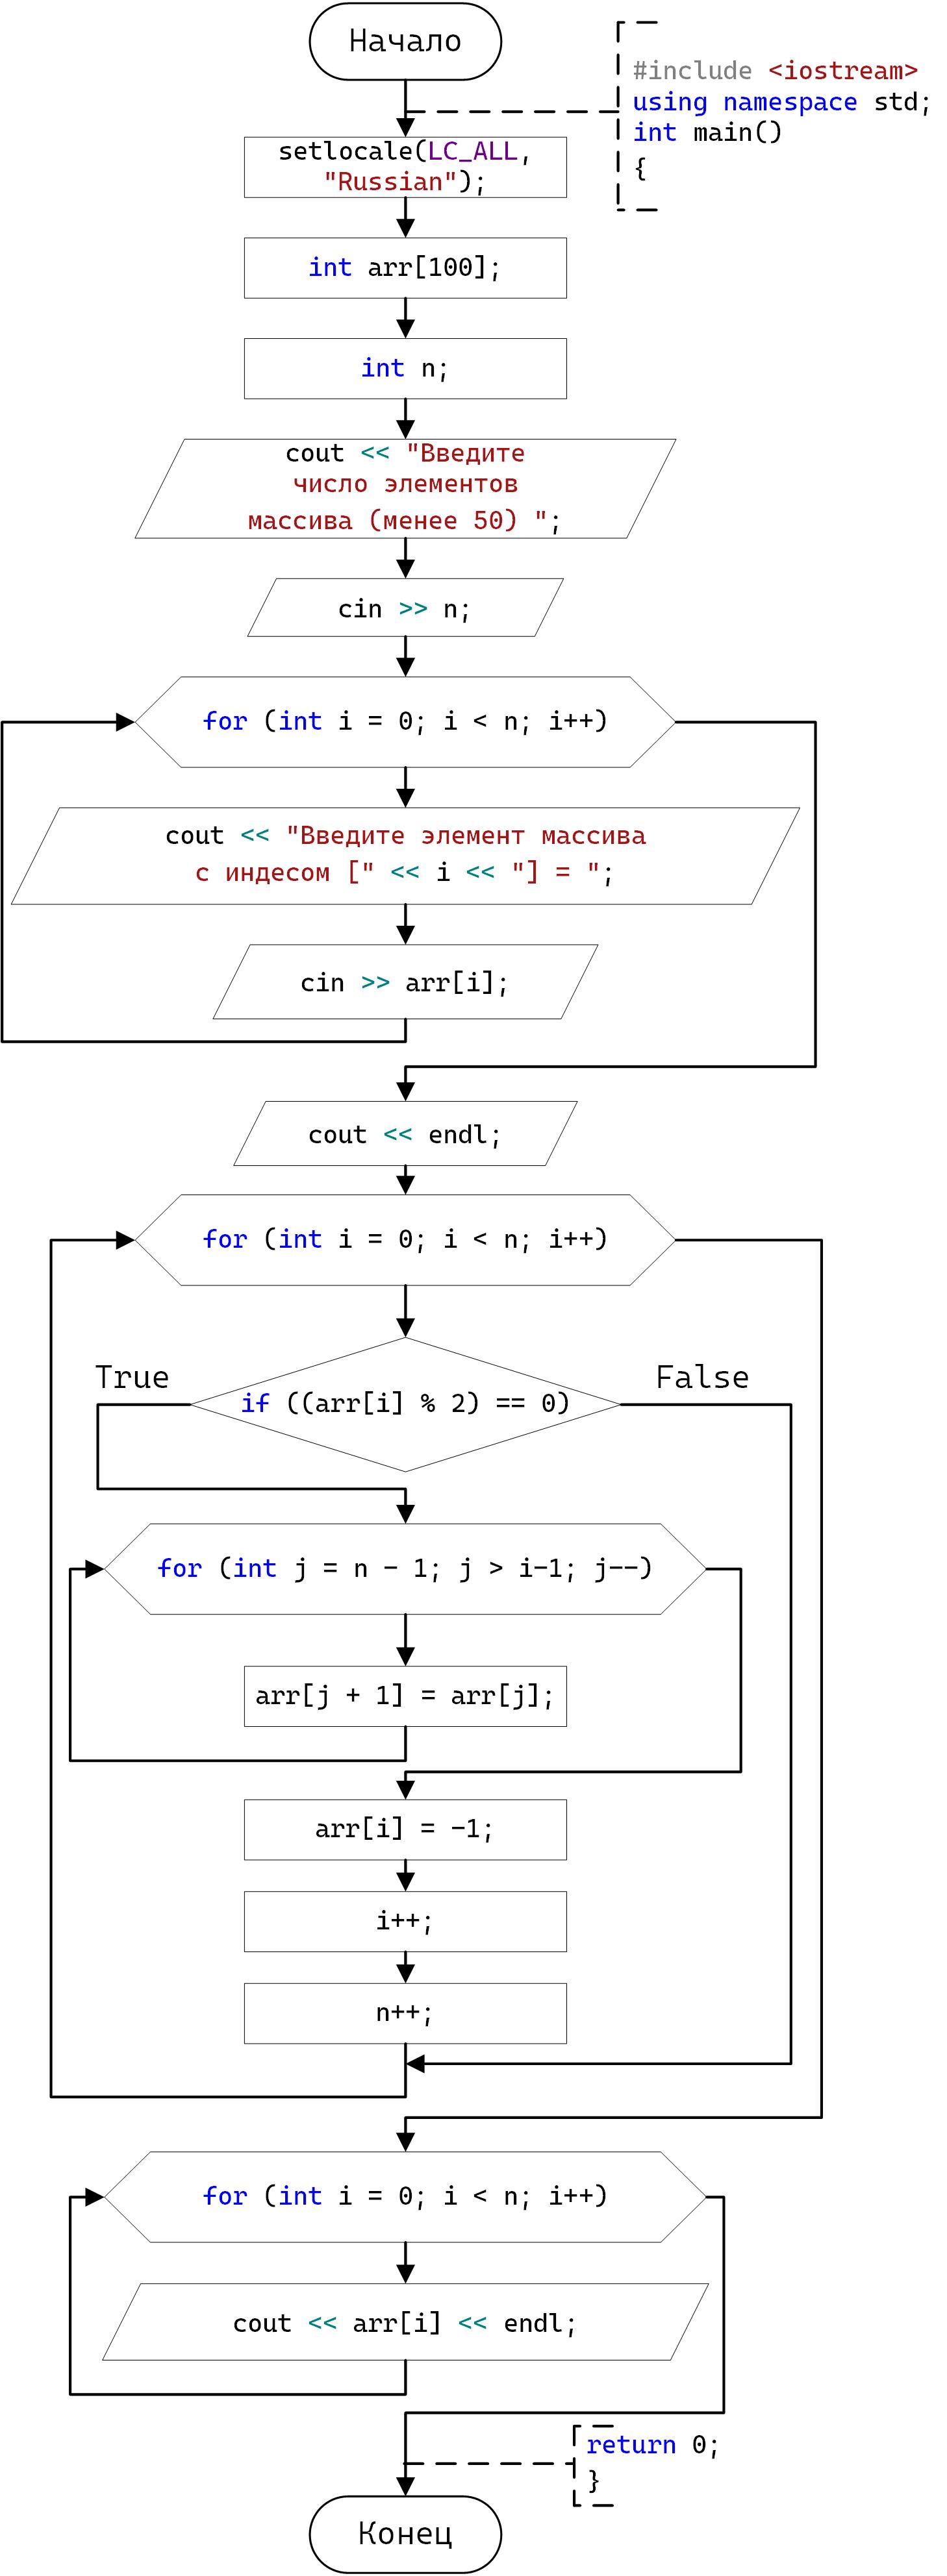 Начало
#include <iostream>
using namespace std;
int main()
{
setlocale(LC_ALL,
"Russian");
int arr[100];
int n;
cout << "Введите
число элементов
массива (менее 50) ";
cin >> n;
for (int i = 0; i < n; i++)
cout << "Введите элемент массива
с индесом [" << i << "] = ";
cin >> arr[i];
cout << endl;
for (int i = 0; i < n; i++)
True
False
if ((arr[i] % 2) == 0)
for (int j = n - 1; j > i-1; j--)
arr[j + 1] = arr[j];
arr[i] = -1;
i++;
n++;
for (int i = 0; i < n; i++)
cout << arr[i] << endl;
return 0;
}
Конец